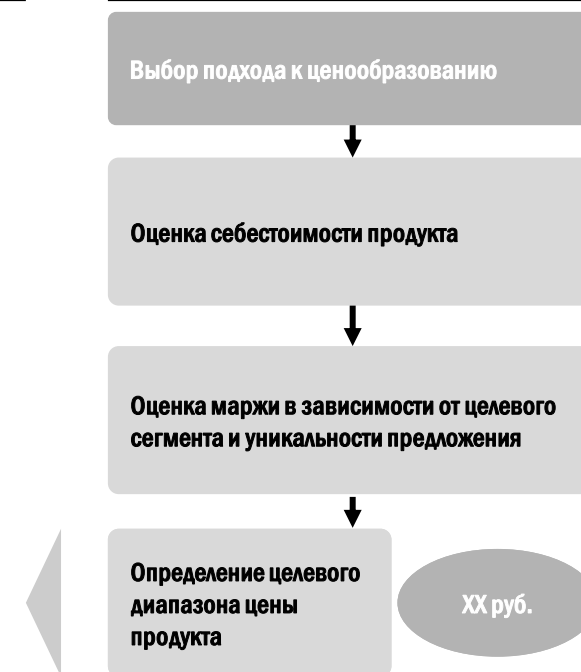 Выбор подхода к ценообразованию
Оценка себестоимости продукта
Оценка маржи в зависимости от целевого
сегмента и уникальности предложения
Определение целевого
диапазона цены
продукта
XX руб.